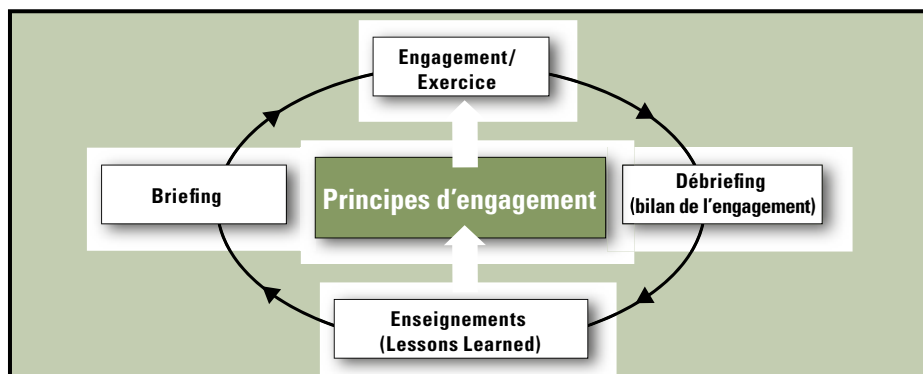 Engagement/
Exercice
Briefing
Principes d’engagement
Débriefing
(bilan de l’engagement)
Enseignements
(Lessons Learned)